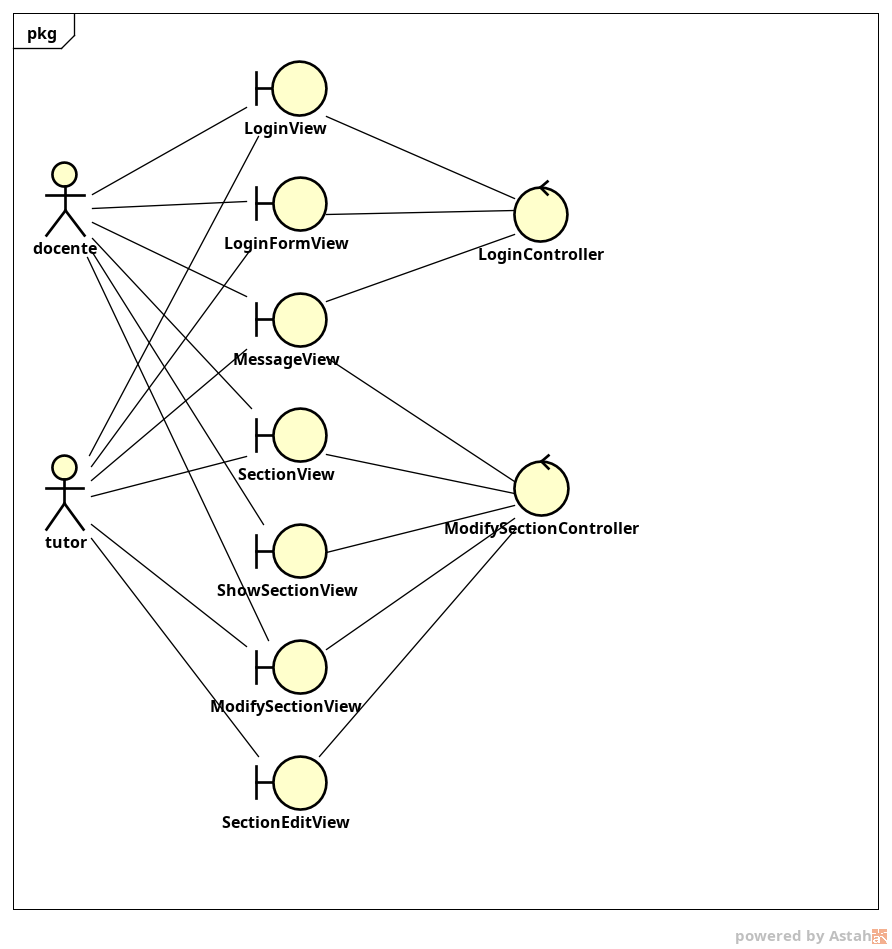 pkg
LoginView
docente
LoginFormView
LoginController
MessageView
SectionView
tutor
ModifySectionController
ShowSectionView
ModifySectionView
SectionEditView
powered by Astah